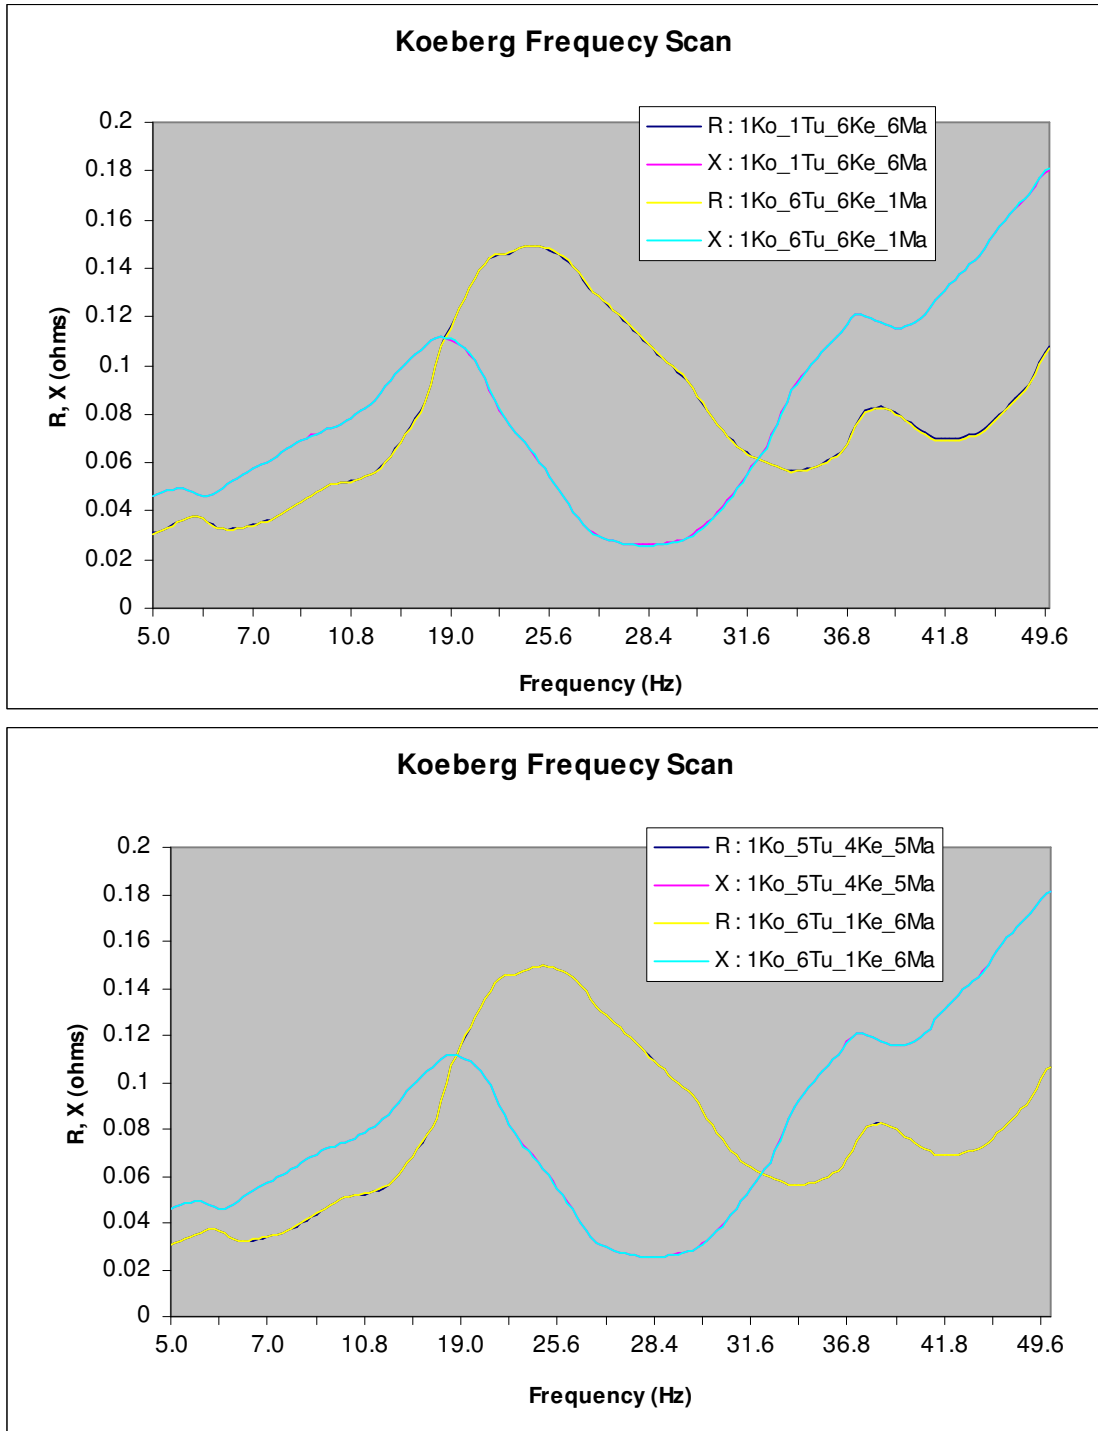 Koeberg Frequecy Scan
R : 1Ko_1Tu_6Ke_6Ma
X : 1Ko_1Tu_6Ke_6Ma
R : 1Ko_6Tu_6Ke_1Ma
X : 1Ko_6Tu_6Ke_1Ma
R, X (ohms)
0.2
0.18
0.16
0.14
0.12
0.1
0.08
0.06
0.04
0.02
0
5.0 7.0 10.8 19.0 25.6 28.4 31.6 36.8 41.8 49.6
Frequency (Hz)
Koeberg Frequecy Scan
R : 1Ko_5Tu_4Ke_5Ma
X : 1Ko_5Tu_4Ke_5Ma
R : 1Ko_6Tu_1Ke_6Ma
X : 1Ko_6Tu_1Ke_6Ma
R, X (ohms)
0.2
0.18
0.16
0.14
0.12
0.1
0.08
0.06
0.04
0.02
0
5.0 7.0 10.8 19.0 25.6 28.4 31.6 36.8 41.8 49.6
Frequency (Hz)